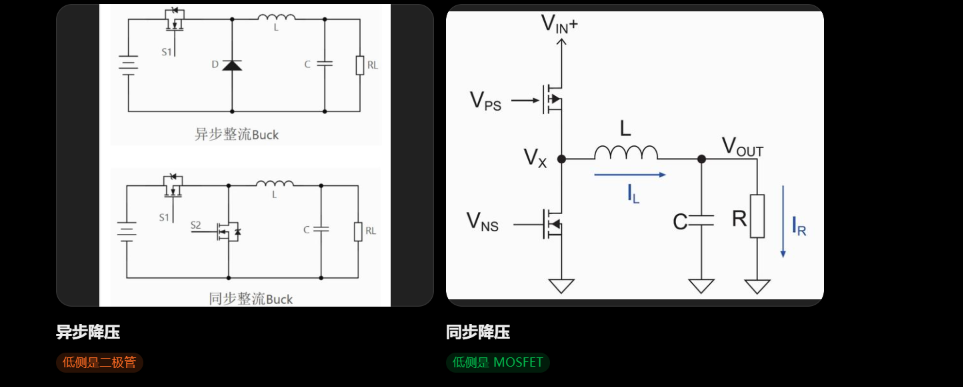 S1
L
D
C
RL
异步整流Buck
S1
S2
L
C
RL
同步整流Buck
VIN+
VPS
VX
L
VOUT
IL
VNS
C
R
IR
异步降压
低侧是二极管
同步降压
低侧是 MOSFET